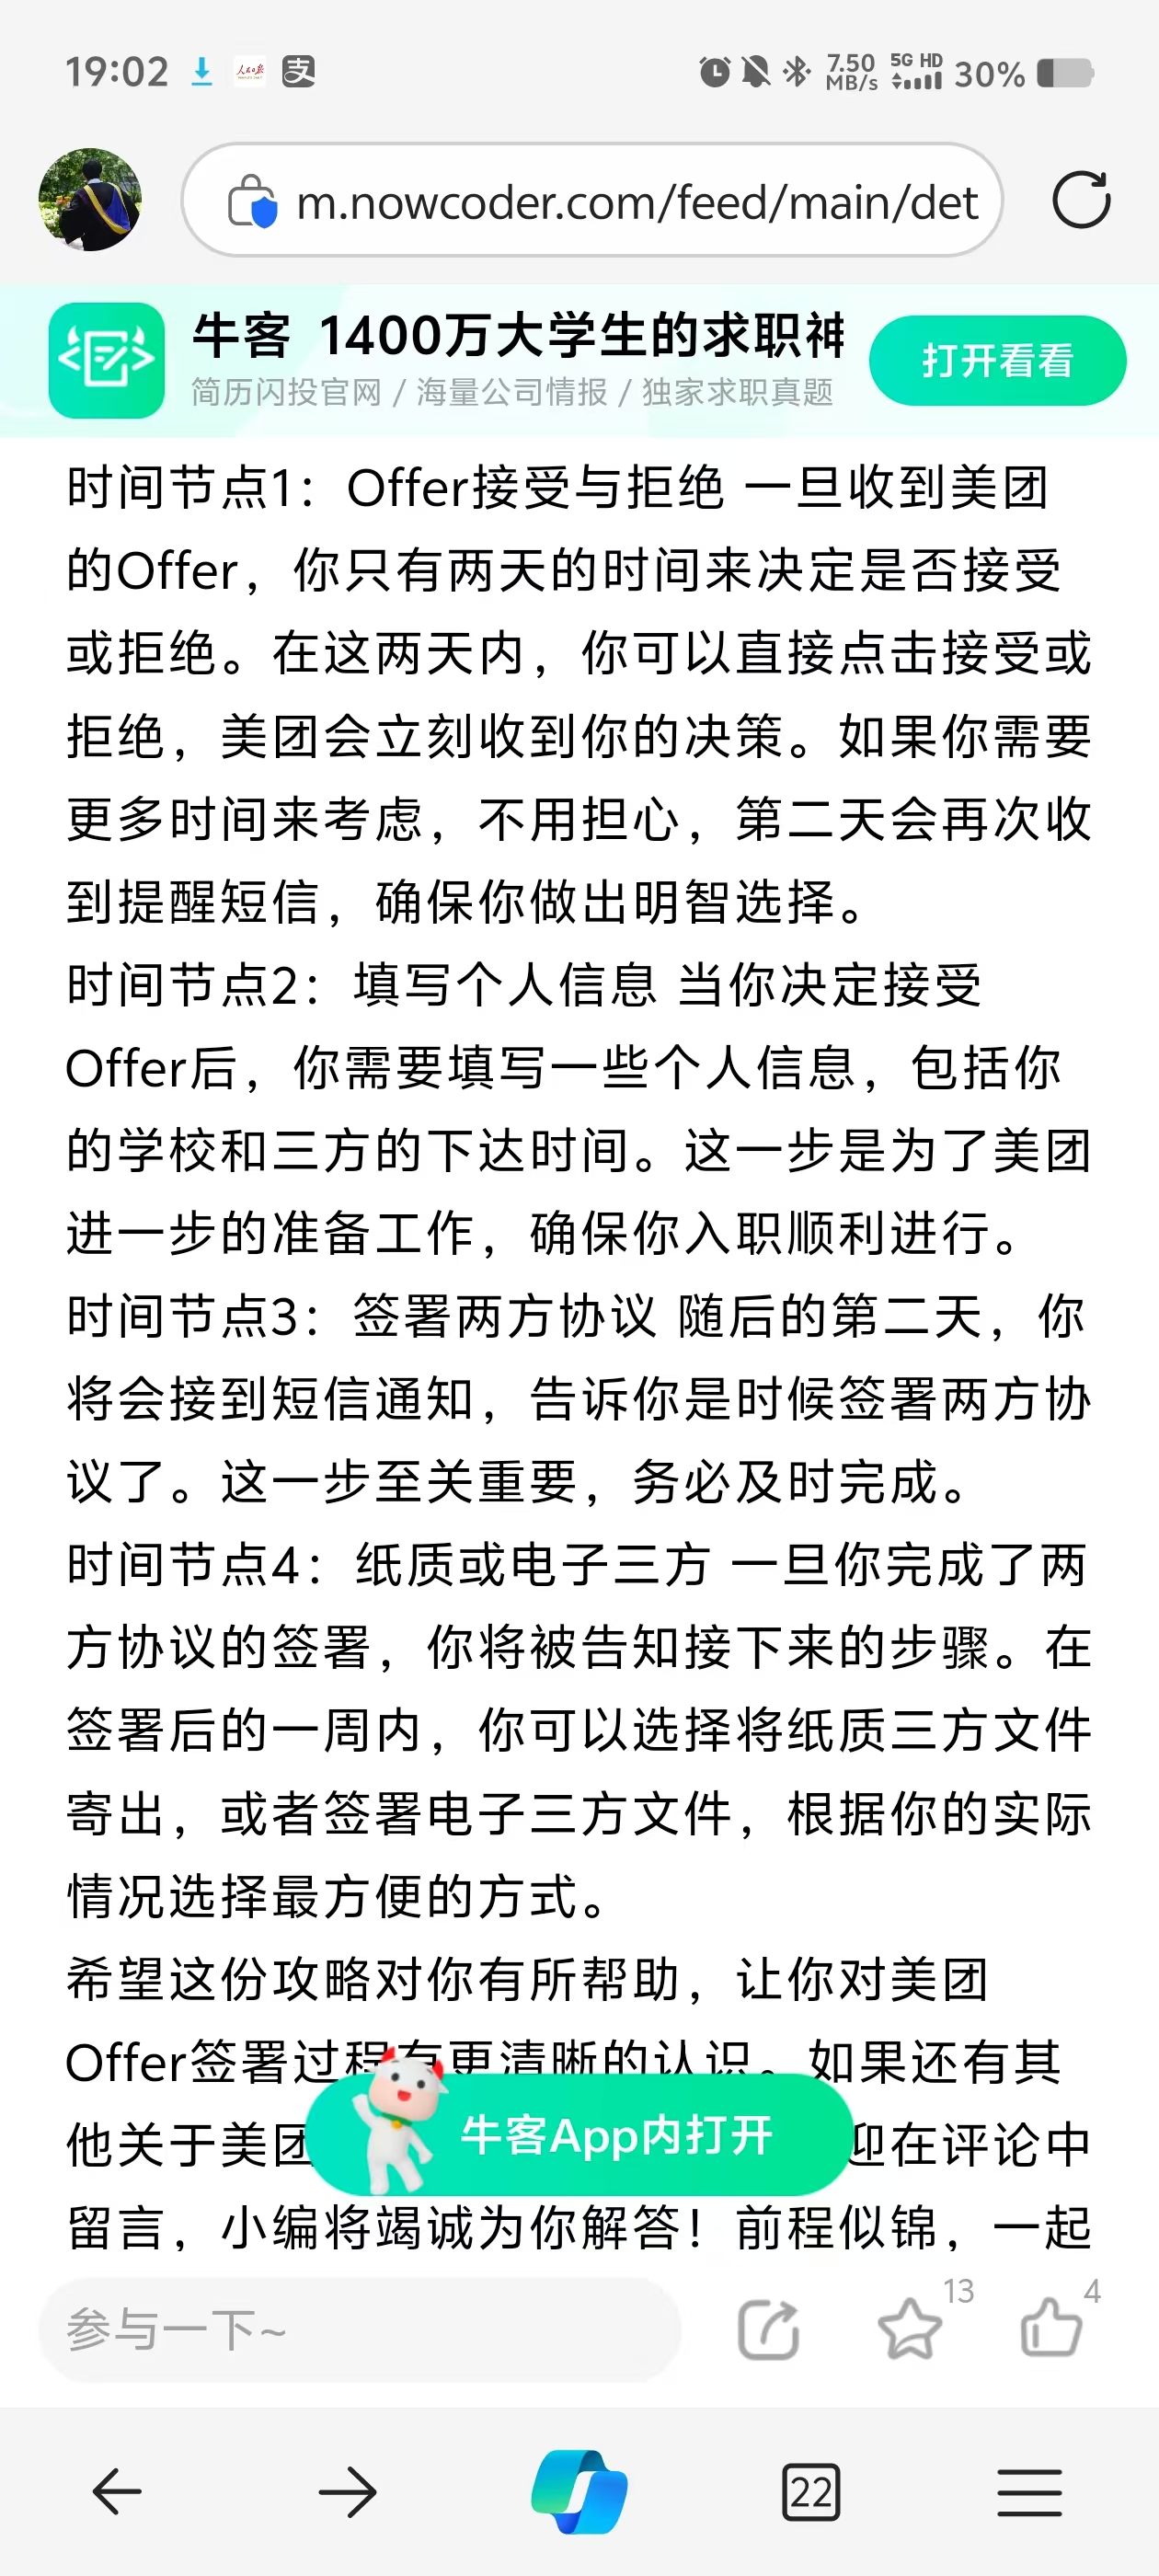 19:02
人民日报
支
7.50
MB/s
5G HD
30%
m.nowcoder.com/feed/main/det
牛客 1400万大学生的求职神
简历闪投官网 / 海量公司情报 / 独家求职真题
打开看看
时间节点1：Offer接受与拒绝 一旦收到美团
的Offer，你只有两天的时间来决定是否接受
或拒绝。在这两天内，你可以直接点击接受或
拒绝，美团会立刻收到你的决策。如果你需要
更多时间来考虑，不用担心，第二天会再次收
到提醒短信，确保你做出明智选择。
时间节点2：填写个人信息 当你决定接受
Offer后，你需要填写一些个人信息，包括你
的学校和三方的下达时间。这一步是为了美团
进一步的准备工作，确保你入职顺利进行。
时间节点3：签署两方协议 随后的第二天，你
将会接到短信通知，告诉你是时候签署两方协
议了。这一步至关重要，务必及时完成。
时间节点4：纸质或电子三方 一旦你完成了两
方协议的签署，你将被告知接下来的步骤。在
签署后的一周内，你可以选择将纸质三方文件
寄出，或者签署电子三方文件，根据你的实际
情况选择最方便的方式。
希望这份攻略对你有所帮助，让你对美团
Offer签署过程有更清晰的认识。如果还有其
他关于美团
迎在评论中
牛客App内打开
留言，小编将竭诚为你解答！前程似锦，一起
参与一下~
13
4
22